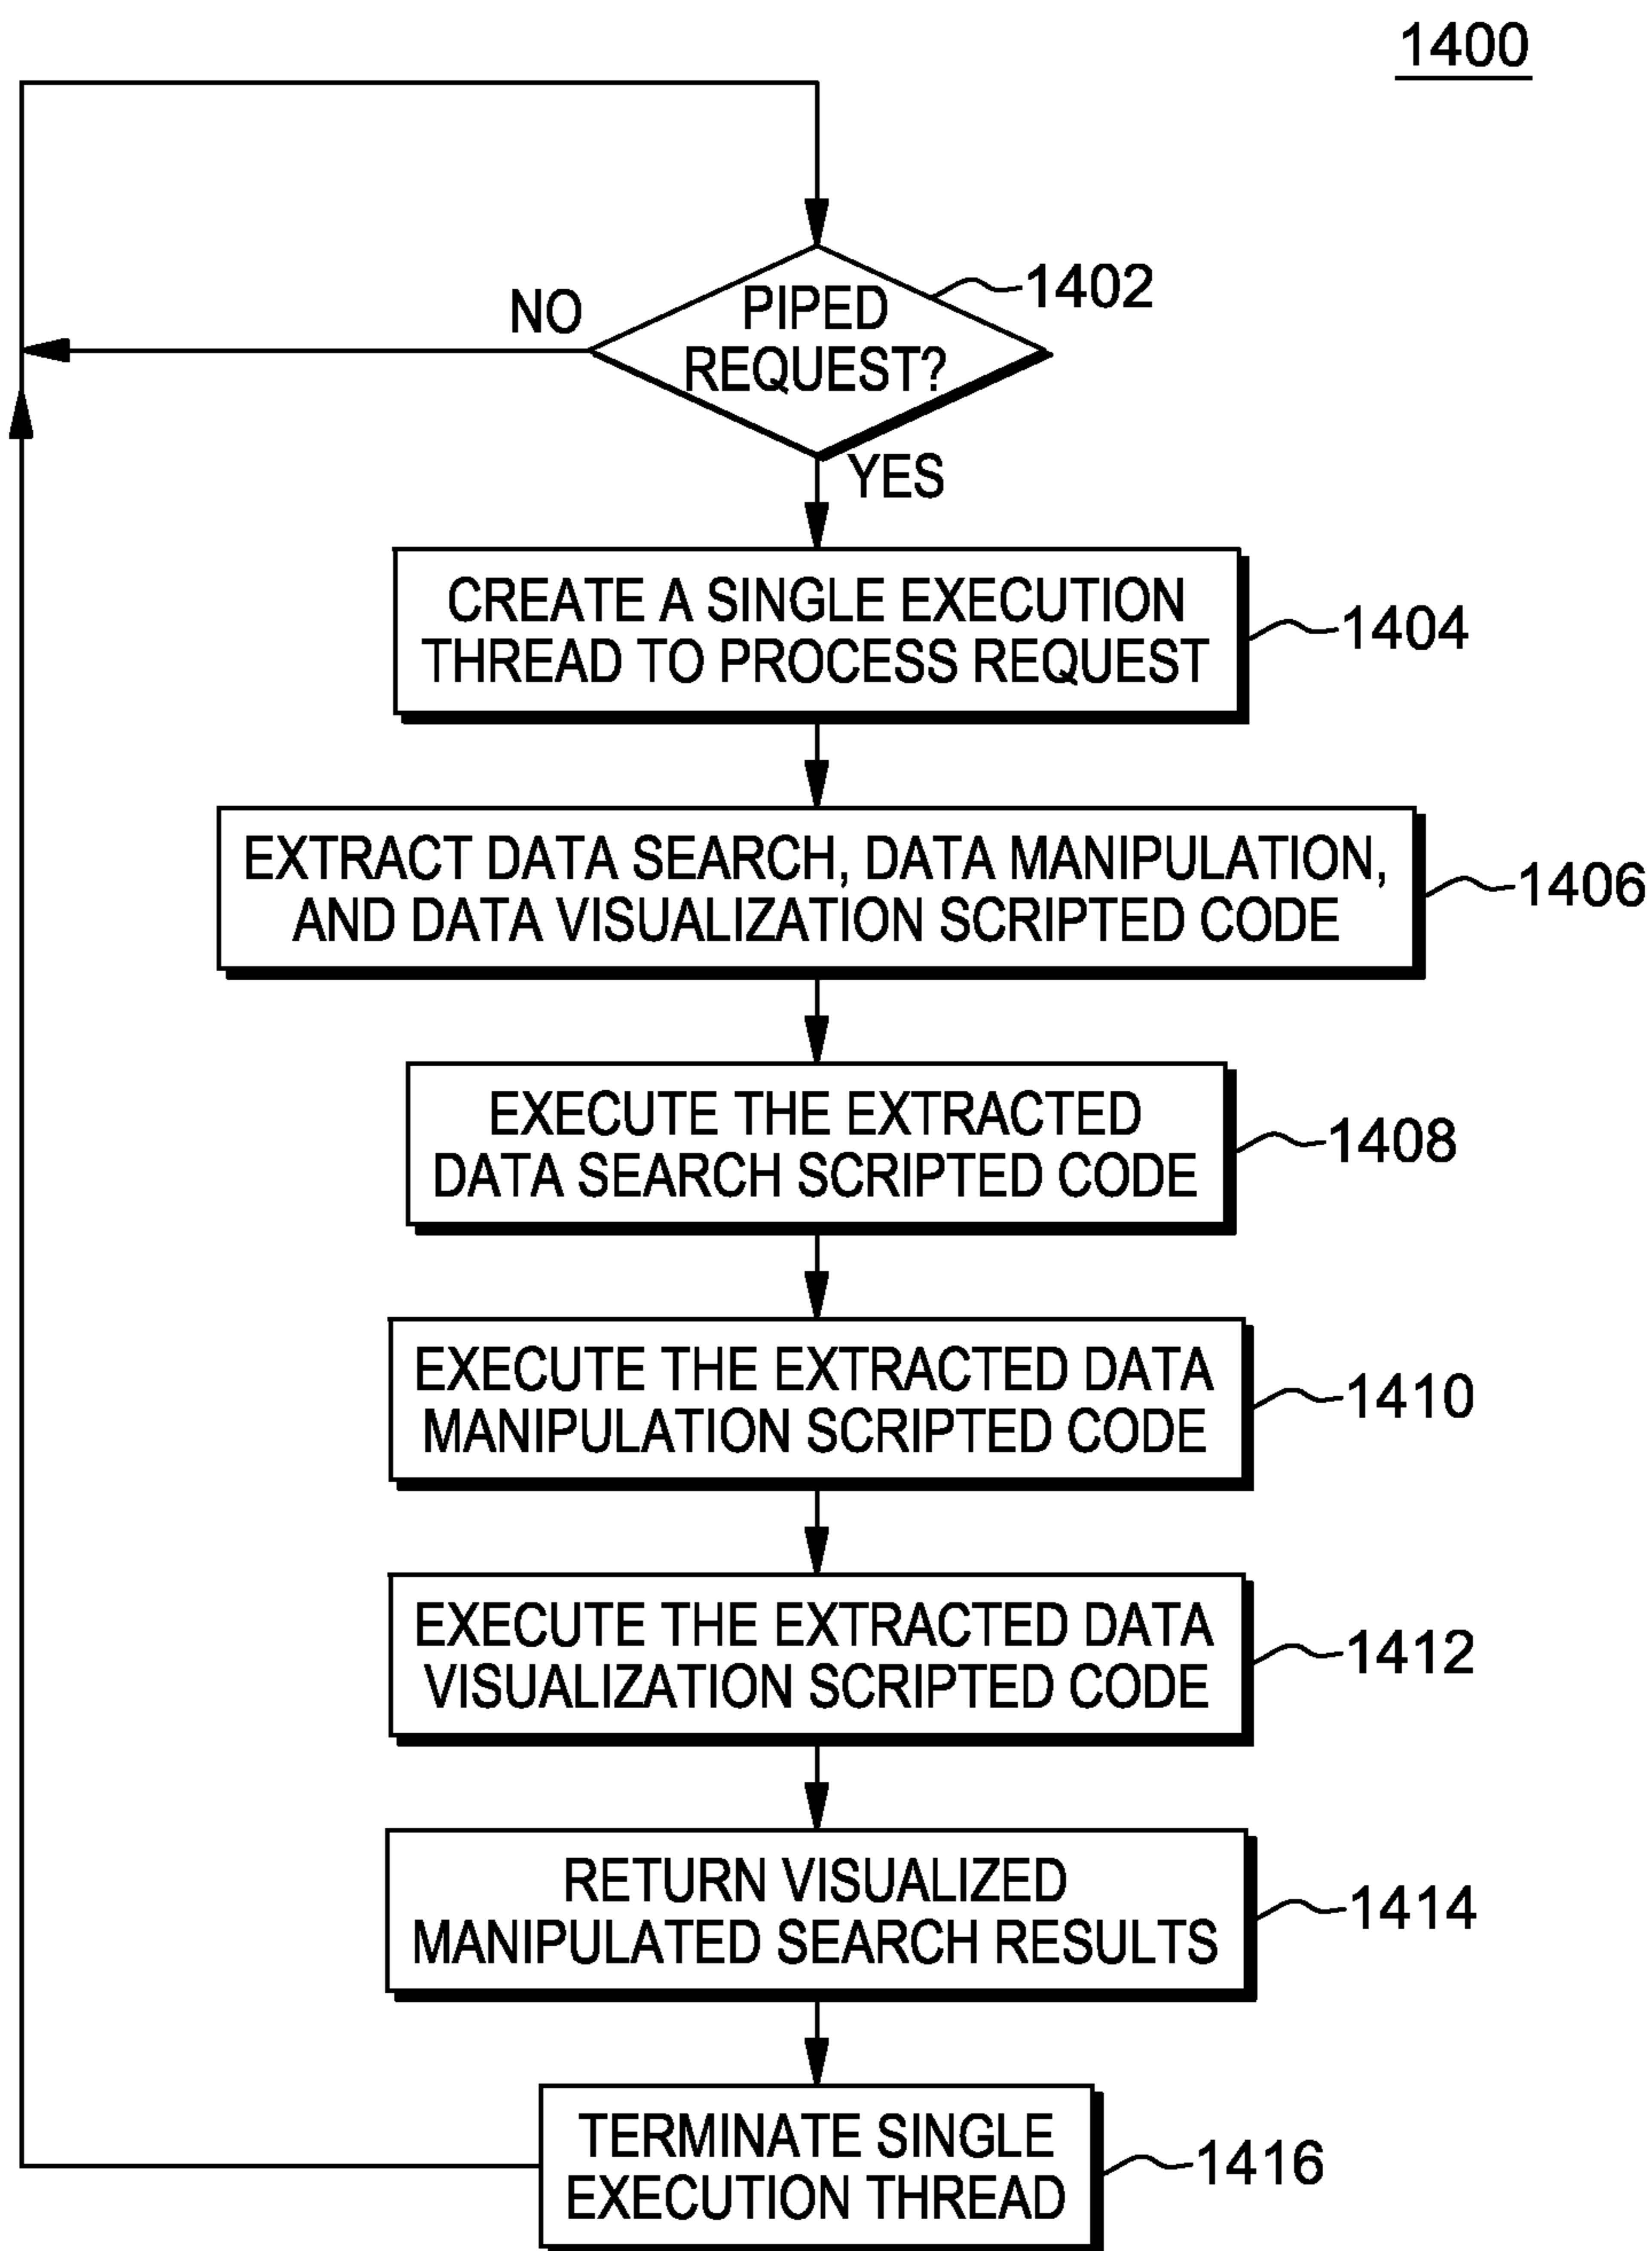 1400
PIPED
REQUEST?
1402
NO
YES
CREATE A SINGLE EXECUTION
THREAD TO PROCESS REQUEST
1404
EXTRACT DATA SEARCH, DATA MANIPULATION,
AND DATA VISUALIZATION SCRIPTED CODE
1406
EXECUTE THE EXTRACTED
DATA SEARCH SCRIPTED CODE
1408
EXECUTE THE EXTRACTED DATA
MANIPULATION SCRIPTED CODE
1410
EXECUTE THE EXTRACTED DATA
VISUALIZATION SCRIPTED CODE
1412
RETURN VISUALIZED
MANIPULATED SEARCH RESULTS
1414
TERMINATE SINGLE
EXECUTION THREAD
1416